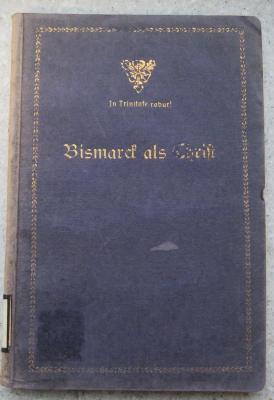 In Trinitate robur!
Bismarck als Christ